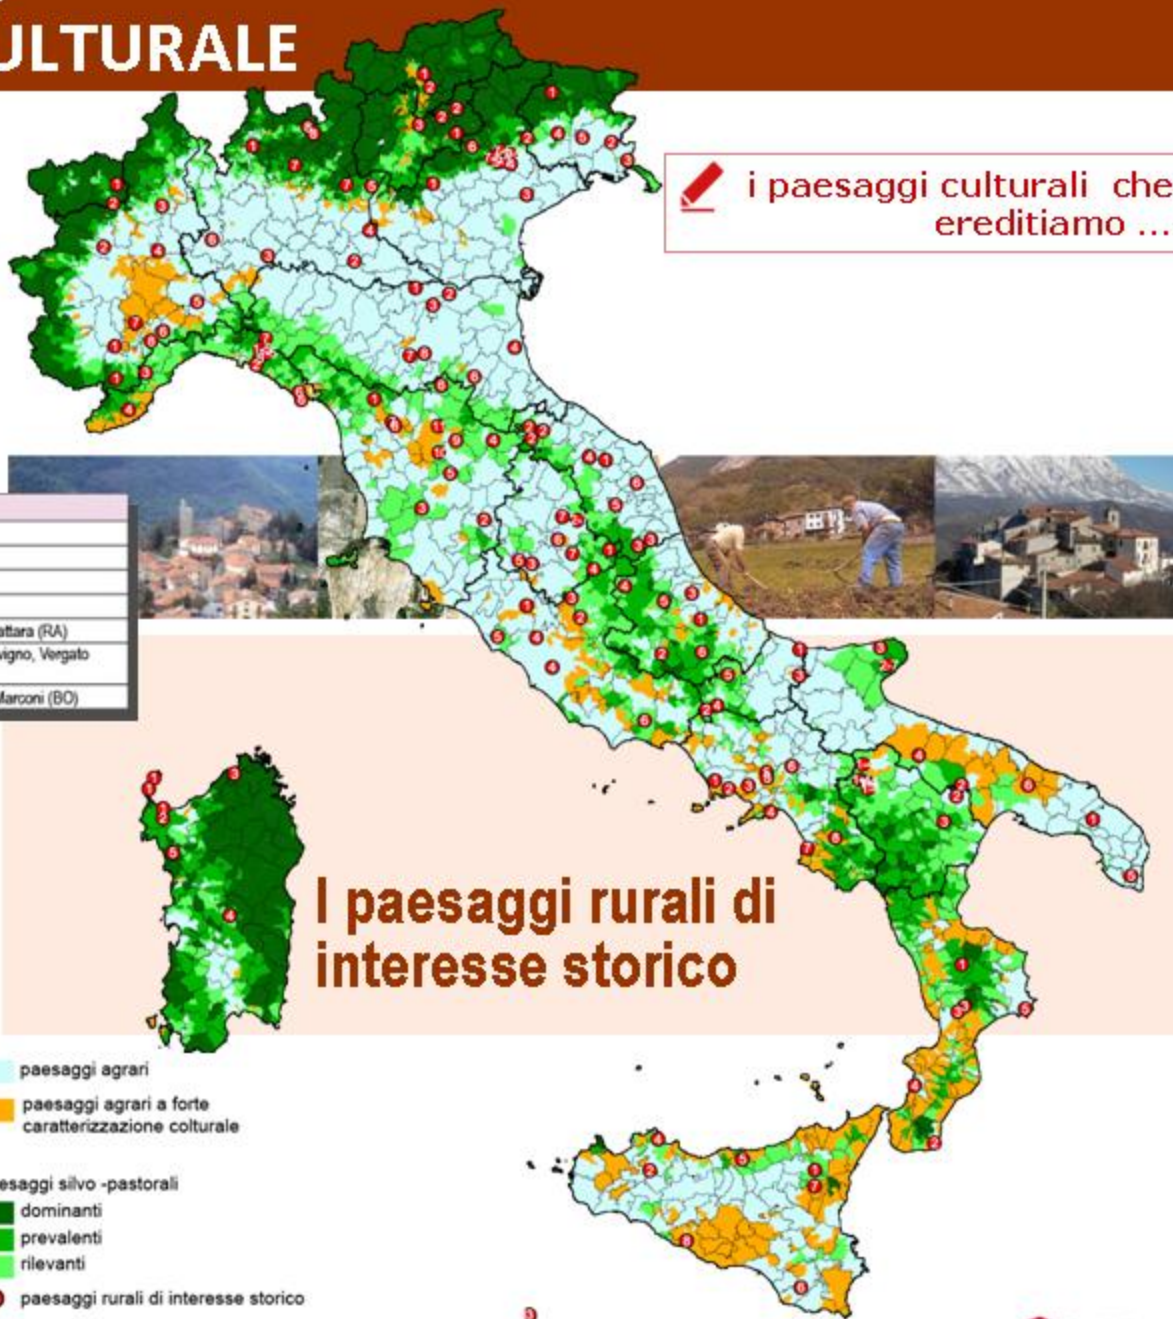 ULTURALE
i paesaggi culturali che
ereditiamo ...
attara (RA)
vigno, Vergato
Marconi (BO)
I paesaggi rurali di
interesse storico
paesaggi agrari
paesaggi agrari a forte
caratterizzazione colturale
esaggi silvo -pastorali
dominanti
prevalenti
rilevanti
paesaggi rurali di interesse storico